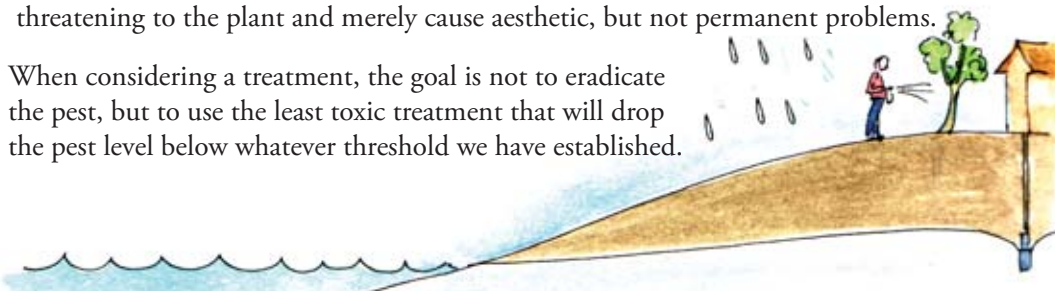 threatening to the plant and merely cause aesthetic, but not permanent problems.
When considering a treatment, the goal is not to eradicate
the pest, but to use the least toxic treatment that will drop
the pest level below whatever threshold we have established.